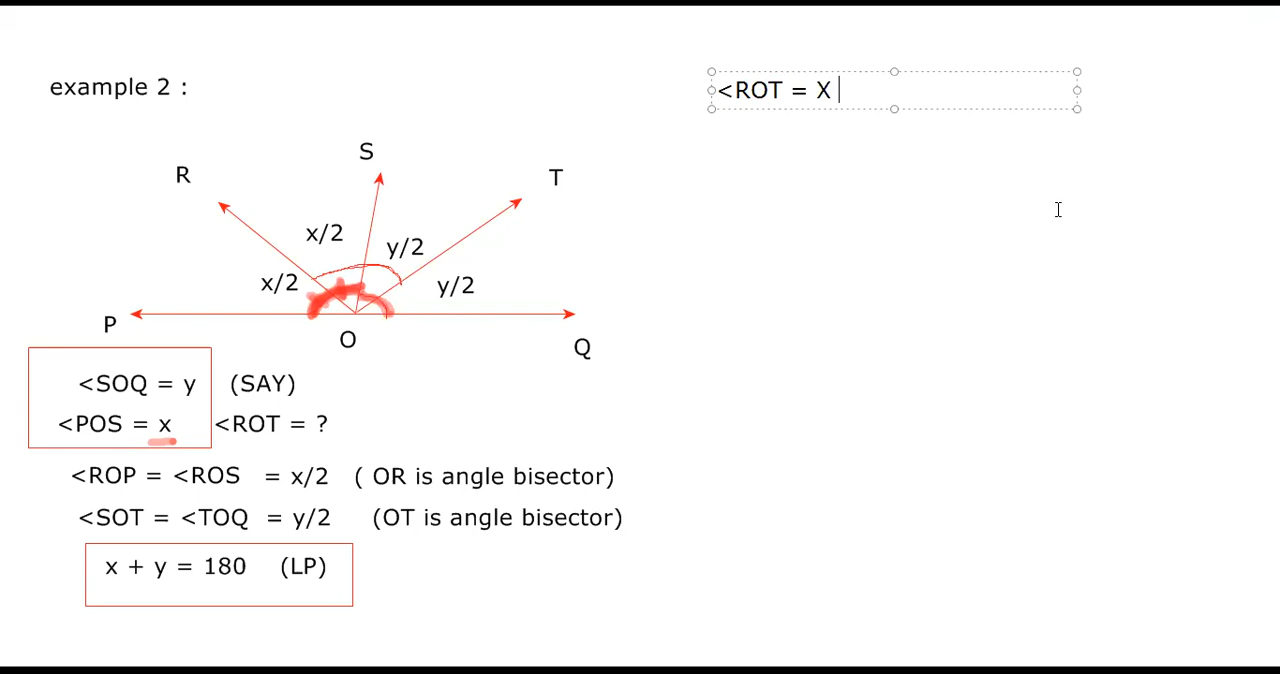 example 2 :
<ROT = X
S
R
T
x/2
y/2
x/2
y/2
P
O
Q
<SOQ = y (SAY)
<POS = x <ROT = ?
<ROP = <ROS = x/2 ( OR is angle bisector)
<SOT = <TOQ = y/2 (OT is angle bisector)
x + y = 180 (LP)